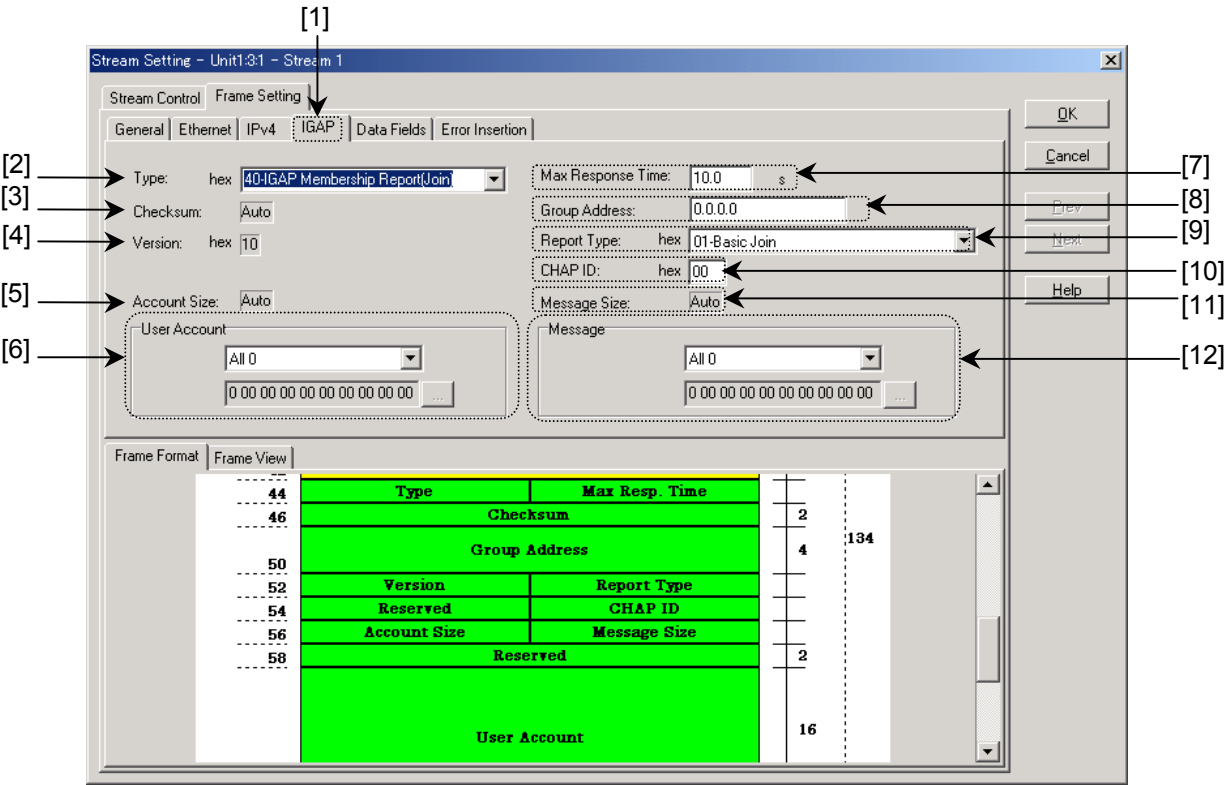 [1]
Stream Setting - Unit1:3:1 - Stream 1
Stream Control Frame Setting
OK
General Ethernet IPv4 IGAP Data Fields Error Insertion
Cancel
[2] Type: hex 40-IGAP Membership Report(Join) Max Response Time: 10.0 s [7]
[3] Checksum: Auto Group Address: 0.0.0.0 Prev [8]
[4] Version: hex 10 Report Type: hex 01-Basic Join Next [9]
CHAP ID: hex 00 [10]
[5] Account Size: Auto Message Size: Auto Help [11]
User Account Message
[6] All 0 All 0 [12]
0 00 00 00 00 00 00 00 00 00 ... 0 00 00 00 00 00 00 00 00 00 ...
Frame Format Frame View
44 Type Max Resp. Time
46 Checksum 2
134
Group Address 4
50
52 Version Report Type
54 Reserved CHAP ID
56 Account Size Message Size
58 Reserved 2
16
User Account